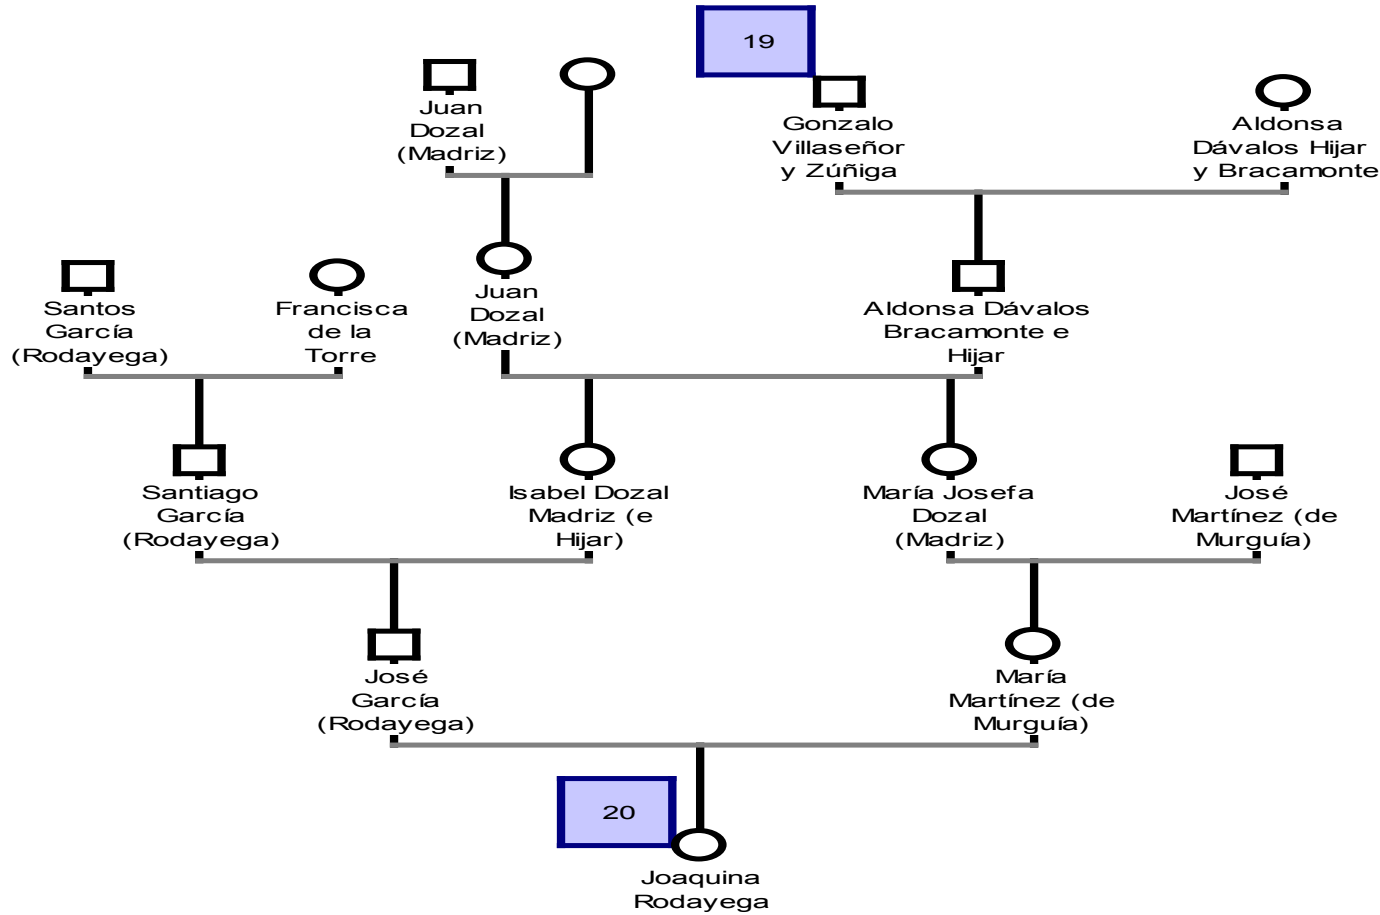 19
Juan
Dozal
(Madriz)
Gonzalo
Villaseñor
y Zúñiga
Aldonsa
Dávalos Hijar
y Bracamonte
Santos
García
(Rodayega)
Francisca
de la
Torre
Juan
Dozal
(Madriz)
Aldonsa Dávalos
Bracamonte e
Hijar
Santiago
García
(Rodayega)
Isabel Dozal
Madriz (e
Hijar)
María Josefa
Dozal
(Madriz)
José
Martínez (de
Murguía)
José
García
(Rodayega)
María
Martínez (de
Murguía)
20
Joaquina
Rodayega